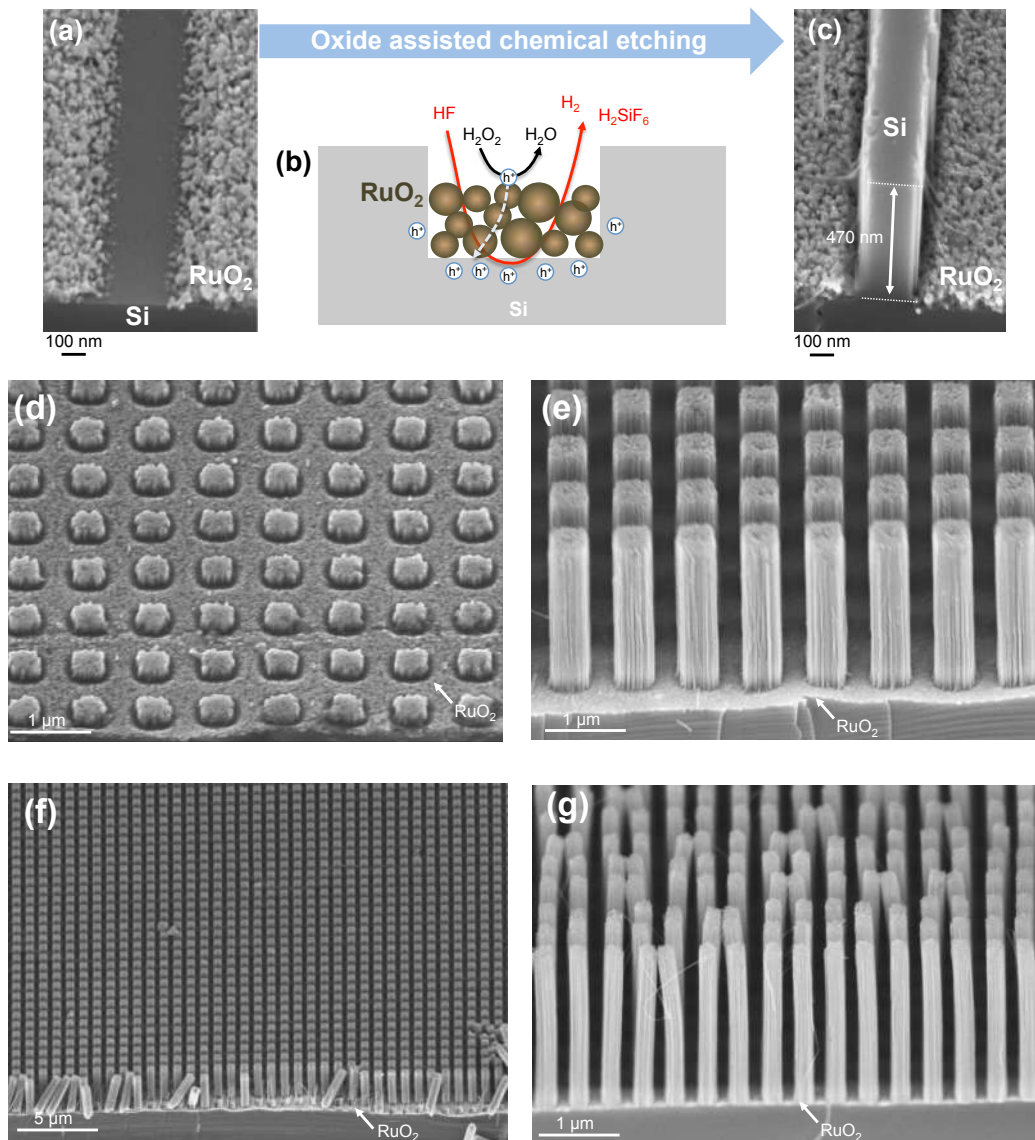 (a)
Oxide assisted chemical etching
(c)
RuO₂
Si
100 nm
(b)
HF
H₂O₂
H₂O
H₂
H₂SiF₆
RuO₂
h⁺
h⁺
h⁺
h⁺ h⁺ h⁺ h⁺ h⁺
Si
Si
470 nm
RuO₂
100 nm
(d)
RuO₂
1 µm
(e)
RuO₂
1 µm
(f)
RuO₂
5 µm
(g)
RuO₂
1 µm